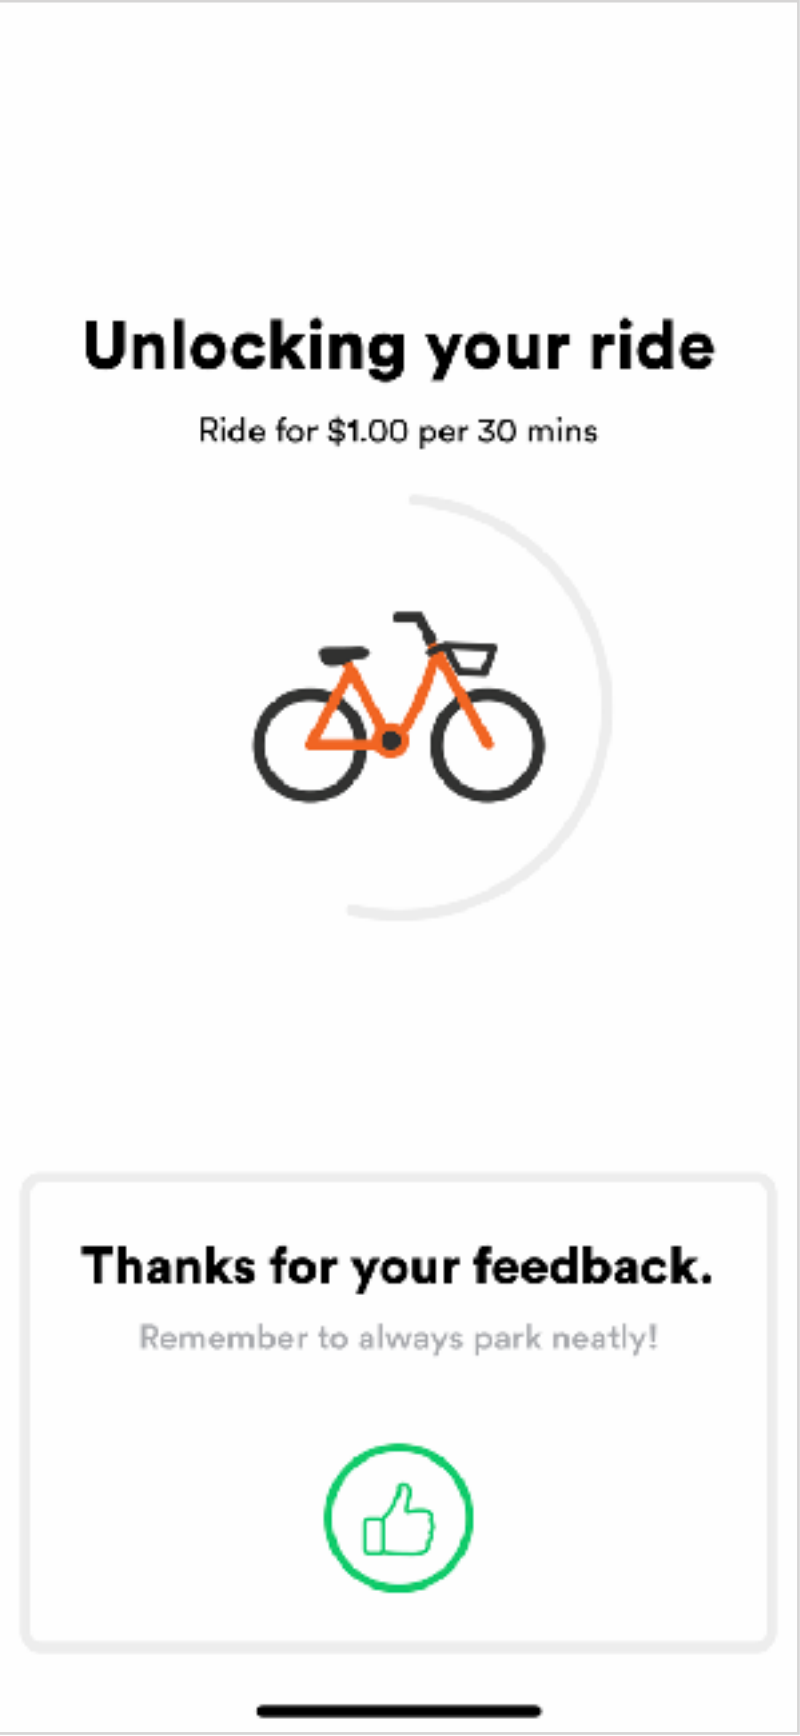 Unlocking your ride
Ride for $1.00 per 30 mins
Thanks for your feedback.
Remember to always park neatly!